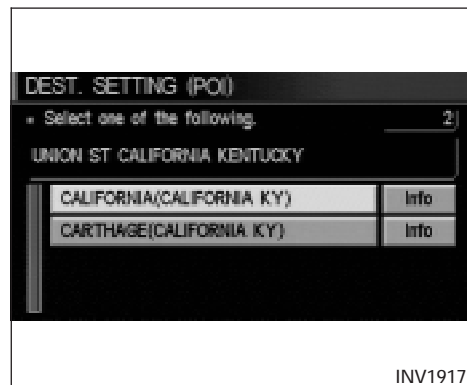 DEST. SETTING (POI)
Select one of the following. 2
UNION ST CALIFORNIA KENTUCKY
CALIFORNIA(CALIFORNIA KY) Info
CARTHAGE(CALIFORNIA KY) Info
INV1917